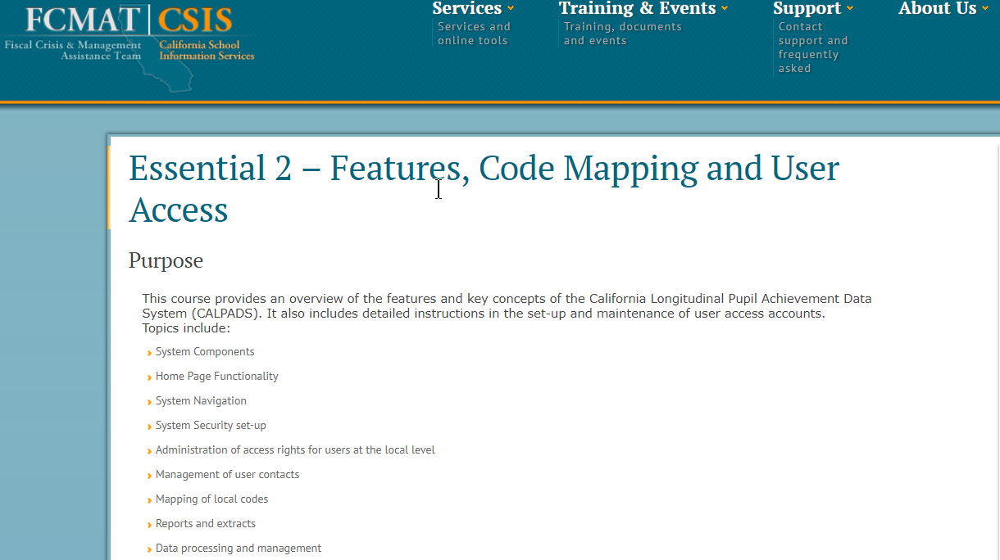 FCMAT CSIS
Fiscal Crisis & Management
Assistance Team
California School
Information Services
Services
Services and
online tools
Training & Events
Training, documents
and events
Support
Contact
support and
frequently
asked
About Us
Essential 2 – Features, Code Mapping and User
Access
Purpose
This course provides an overview of the features and key concepts of the California Longitudinal Pupil Achievement Data
System (CALPADS). It also includes detailed instructions in the set-up and maintenance of user access accounts.
Topics include:
System Components
Home Page Functionality
System Navigation
System Security set-up
Administration of access rights for users at the local level
Management of user contacts
Mapping of local codes
Reports and extracts
Data processing and management